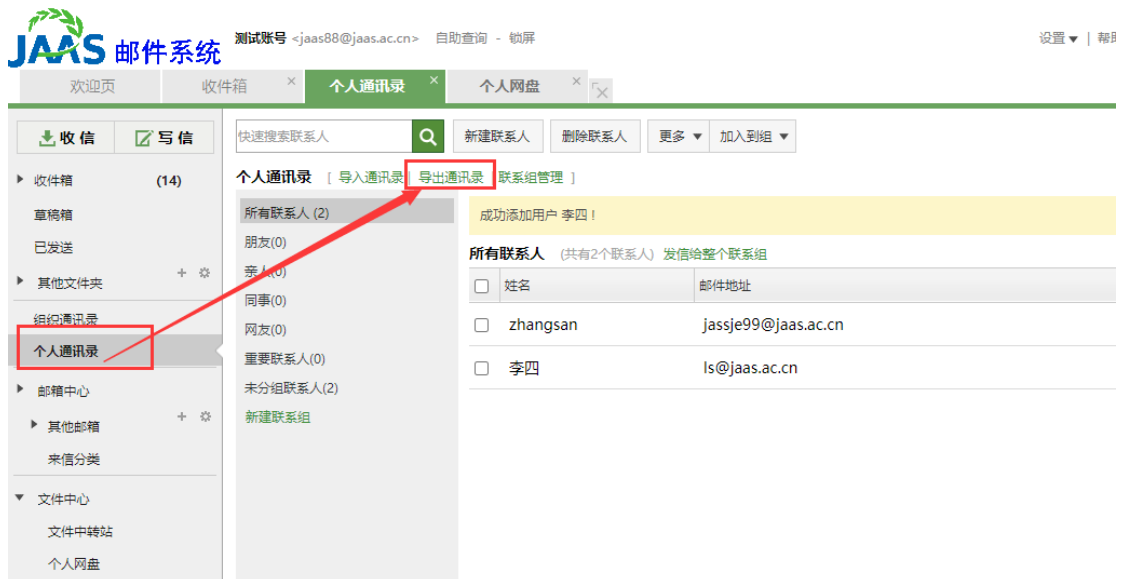 JAAS 邮件系统
测试账号 <jaas88@jaas.ac.cn> 自助查询 - 锁屏
设置 ▼ | 帮
欢迎页 收件箱 × 个人通讯录 × 个人网盘 ×
收信 写信
快速搜索联系人 新建联系人 删除联系人 更多 ▼ 加入到组 ▼
个人通讯录 [ 导入通讯录 | 导出通讯录 | 联系组管理 ]
收件箱 (14)
草稿箱
已发送
其他文件夹
组织通讯录
个人通讯录
邮箱中心
其他邮箱
来信分类
文件中心
文件中转站
个人网盘
所有联系人 (2)
朋友(0)
亲人(0)
同事(0)
网友(0)
重要联系人(0)
未分组联系人(2)
新建联系组
成功添加用户 李四!
所有联系人 (共有2个联系人) 发信给整个联系组
姓名 邮件地址
zhangsan jassje99@jaas.ac.cn
李四 ls@jaas.ac.cn